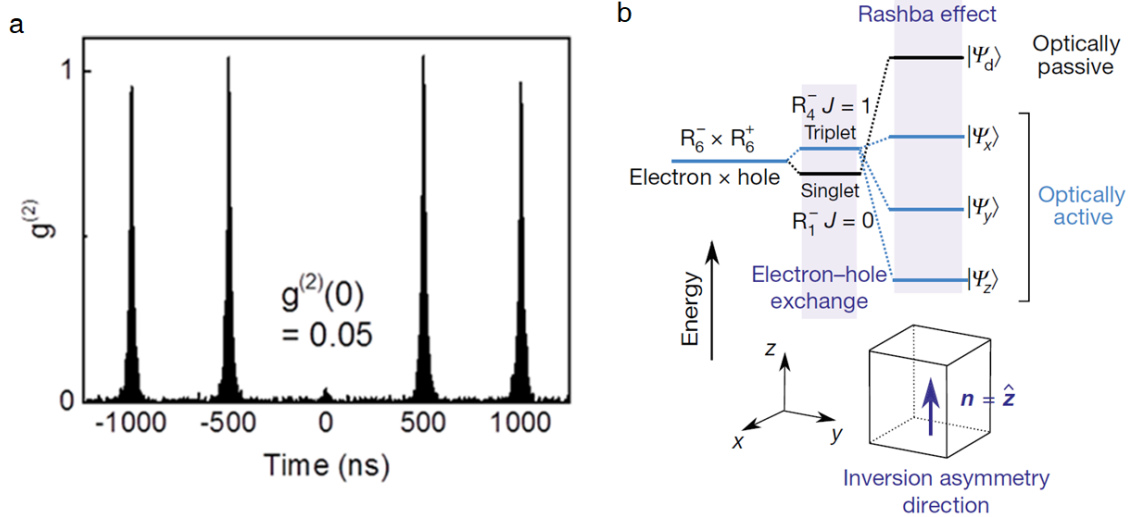 a
1
0
g(2)
g(2)(0)
= 0.05
-1000 -500 0 500 1000
Time (ns)
b
Rashba effect
|Ψd⟩
Optically
passive
R4− J = 1
Triplet
R6− × R6+
Electron × hole
Singlet
R1− J = 0
|Ψx⟩
|Ψy⟩
Optically
active
|Ψz⟩
Electron–hole
exchange
Energy
z
x
y
n = ẑ
Inversion asymmetry
direction